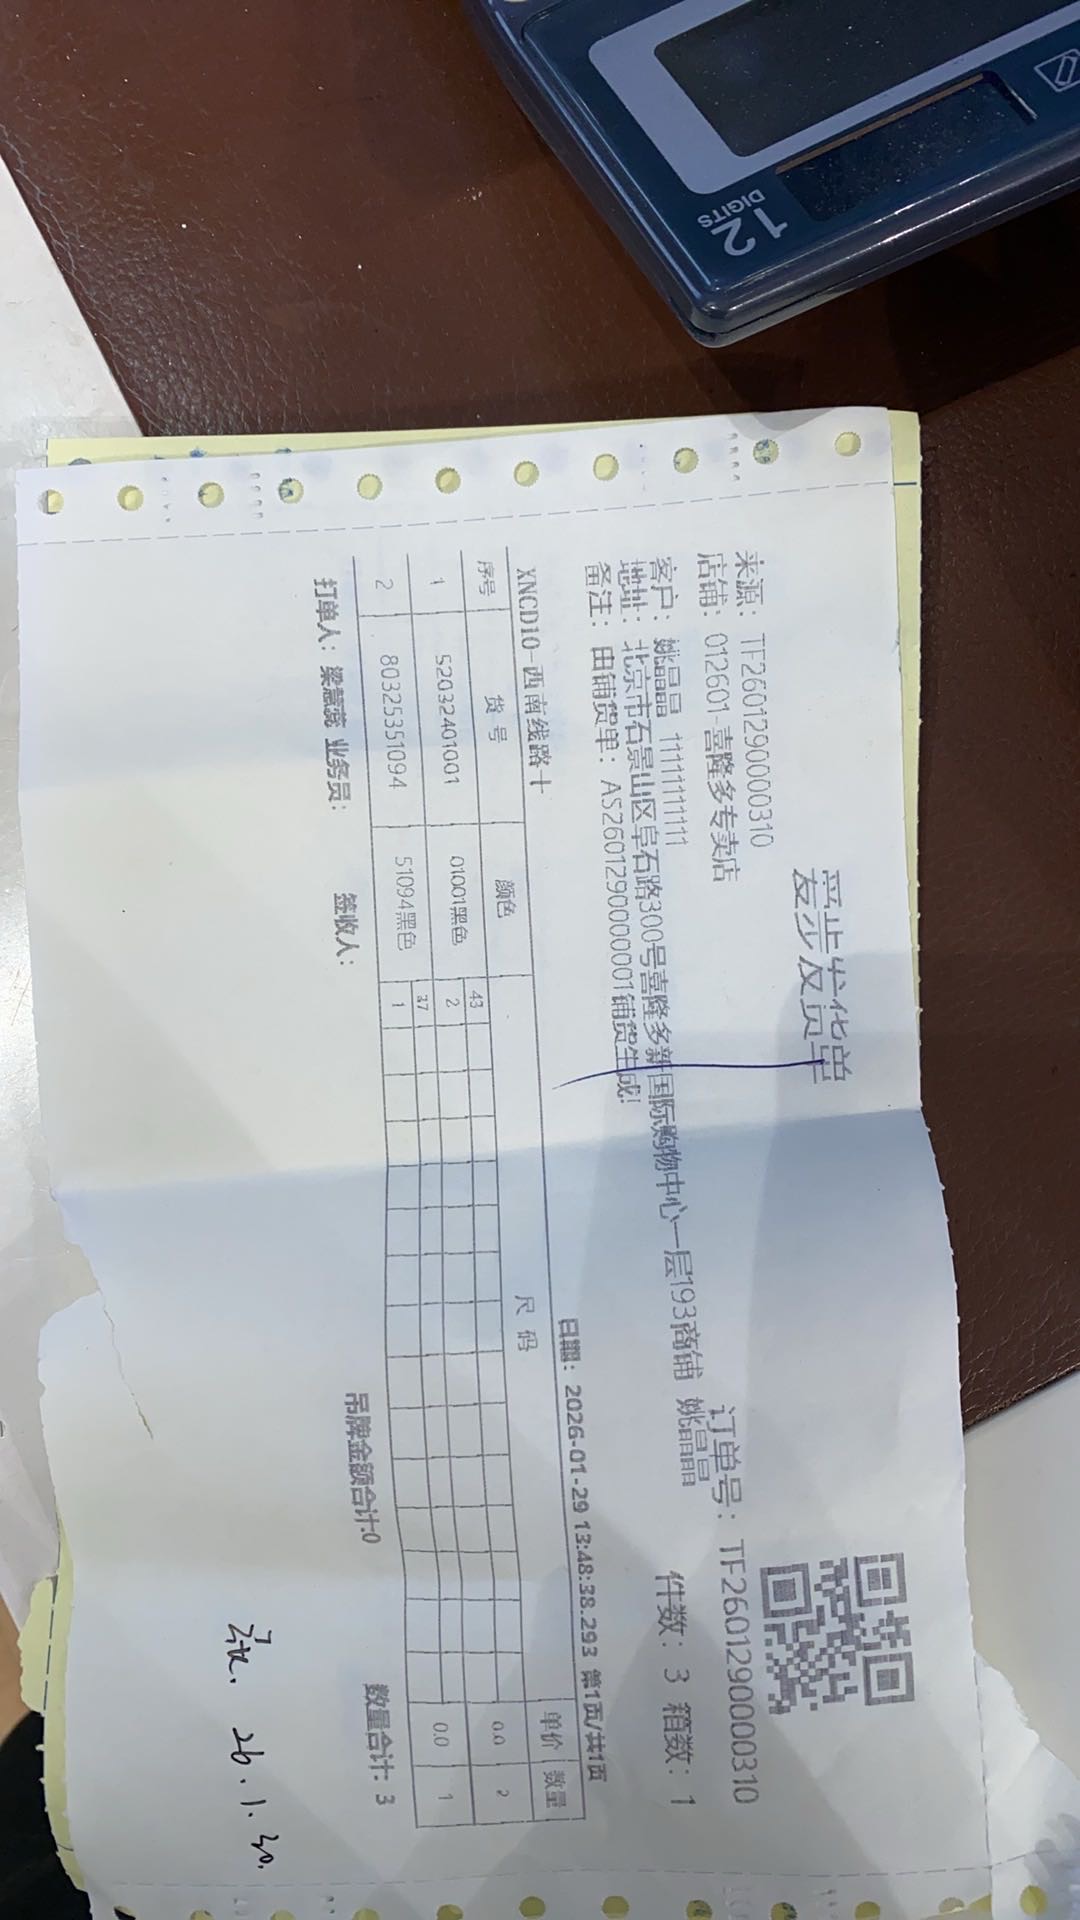 12
DIGITS
发货单
来源：TF260129000031​0
店铺：012601-喜隆多专卖店
订单号：TF2601290000310
客户：姚晶晶 11111111111
件数：3 箱数：1
地址：北京市石景山区阜石路300号喜隆多新国际购物中心一层193商铺 姚晶晶
备注：由铺货单：AS2601290000001铺货生成!
日期：2026-01-29 13:48:38.293 第1页/共1页
XNCD10-西南线路十
序号 货号 颜色 尺码 单价 数量
43
1 52032401001 01001黑色 2 0.0 2
37
2 80325351094 51094黑色 1 0.0 1
打单人：梁慧蕊 业务员： 签收人： 吊牌金额合计:0 数量合计：3
26.1.30.